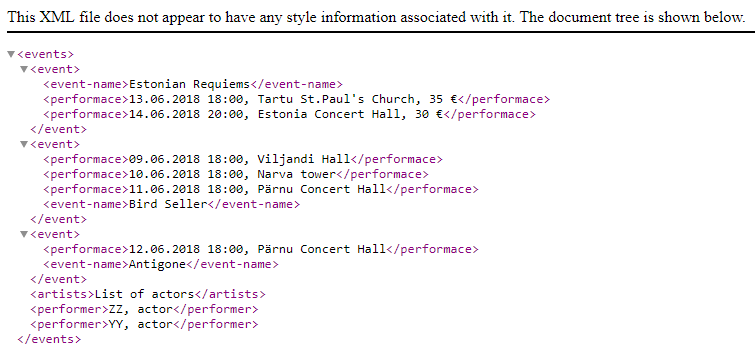 This XML file does not appear to have any style information associated with it. The document tree is shown below.
▼<events>
▼<event>
<event-name>Estonian Requiems</event-name>
<performace>13.06.2018 18:00, Tartu St.Paul's Church, 35 €</performace>
<performace>14.06.2018 20:00, Estonia Concert Hall, 30 €</performace>
</event>
▼<event>
<performace>09.06.2018 18:00, Viljandi Hall</performace>
<performace>10.06.2018 18:00, Narva tower</performace>
<performace>11.06.2018 18:00, Pärnu Concert Hall</performace>
<event-name>Bird Seller</event-name>
</event>
▼<event>
<performace>12.06.2018 18:00, Pärnu Concert Hall</performace>
<event-name>Antigone</event-name>
</event>
<artists>List of actors</artists>
<performer>ZZ, actor</performer>
<performer>YY, actor</performer>
</events>